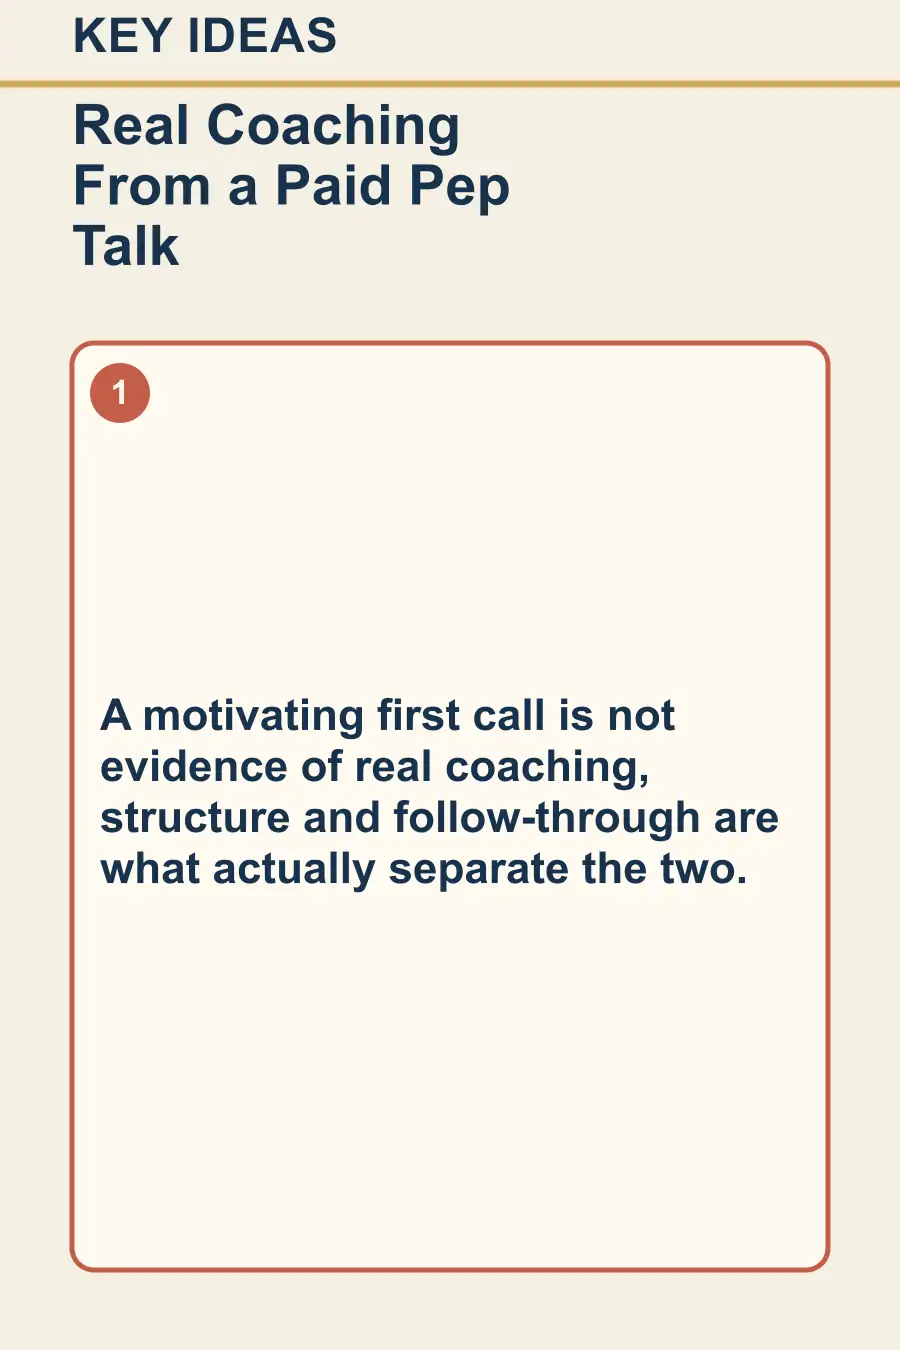 KEY IDEAS
Real Coaching
From a Paid Pep
Talk
1
A motivating first call is not
evidence of real coaching,
structure and follow-through are
what actually separate the two.